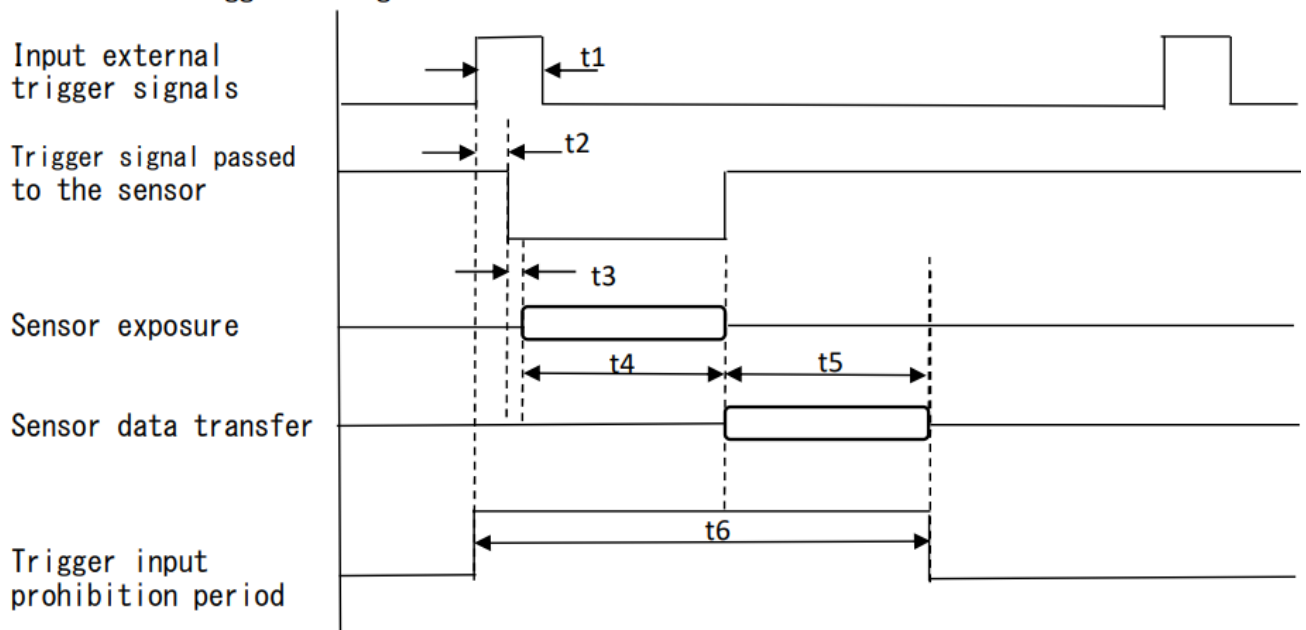 Input external
trigger signals
t1
Trigger signal passed
to the sensor
t2
t3
Sensor exposure
t4
t5
Sensor data transfer
t6
Trigger input
prohibition period